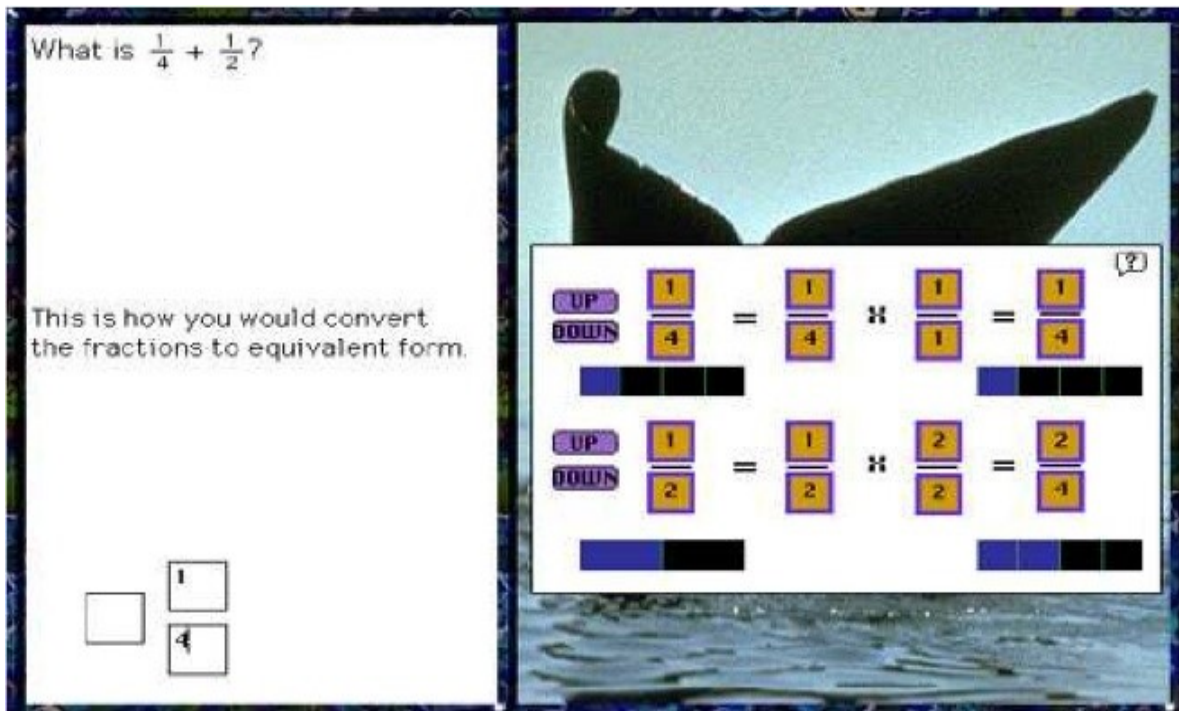 What is 1/4 + 1/2?
This is how you would convert
the fractions to equivalent form.
1
4
?
UP
DOWN
1/4 = 1/4 x 1/1 = 1/4
UP
DOWN
1/2 = 1/2 x 2/2 = 2/4